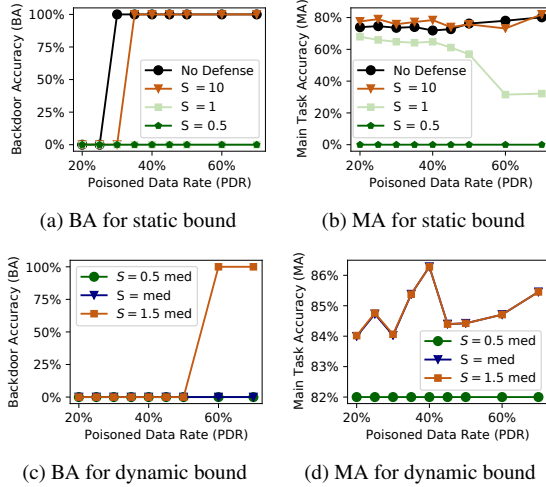 Backdoor Accuracy (BA)
100%
75%
50%
25%
0%
No Defense
S = 10
S = 1
S = 0.5
20% 40% 60%
Poisoned Data Rate (PDR)
(a) BA for static bound
Main Task Accuracy (MA)
80%
60%
40%
20%
0%
No Defense
S = 10
S = 1
S = 0.5
20% 40% 60%
Poisoned Data Rate (PDR)
(b) MA for static bound
Backdoor Accuracy (BA)
100%
75%
50%
25%
0%
S = 0.5 med
S = med
S = 1.5 med
20% 40% 60%
Poisoned Data Rate (PDR)
(c) BA for dynamic bound
Main Task Accuracy (MA)
86%
85%
84%
83%
82%
S = 0.5 med
S = med
S = 1.5 med
20% 40% 60%
Poisoned Data Rate (PDR)
(d) MA for dynamic bound